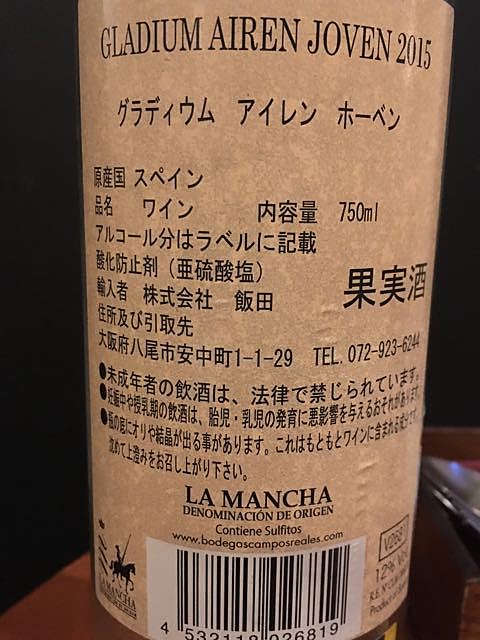 GLADIUM AIREN JOVEN 2015
グラディウム アイレン ホーベン
原産国 スペイン
品名 ワイン 内容量 750ml
アルコール分はラベルに記載
酸化防止剤（亜硫酸塩）
果実酒
輸入者 株式会社 飯田
住所及び引取先
大阪府八尾市安中町1-1-29 TEL.072-923-6244
●未成年者の飲酒は、法律で禁じられています。
●妊娠中や授乳期の飲酒は、胎児・乳児の発育に悪影響を与えるおそれがあります。
●瓶の底にオリや結晶が出る事があります。これはもともとワインに含まれる成分です。
沈めて上澄みをお召し上がり下さい。
LA MANCHA
DENOMINACIÓN DE ORIGEN
Contiene Sulfitos
www.bodegascamposreales.com
LA MANCHA
12%
4 532118 026819